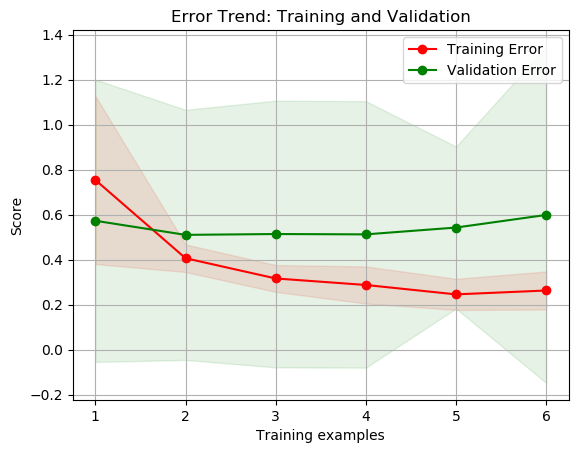 Error Trend: Training and Validation
1.4
1.2
1.0
0.8
0.6
0.4
0.2
0.0
−0.2
Score
Training Error
Validation Error
1 2 3 4 5 6
Training examples